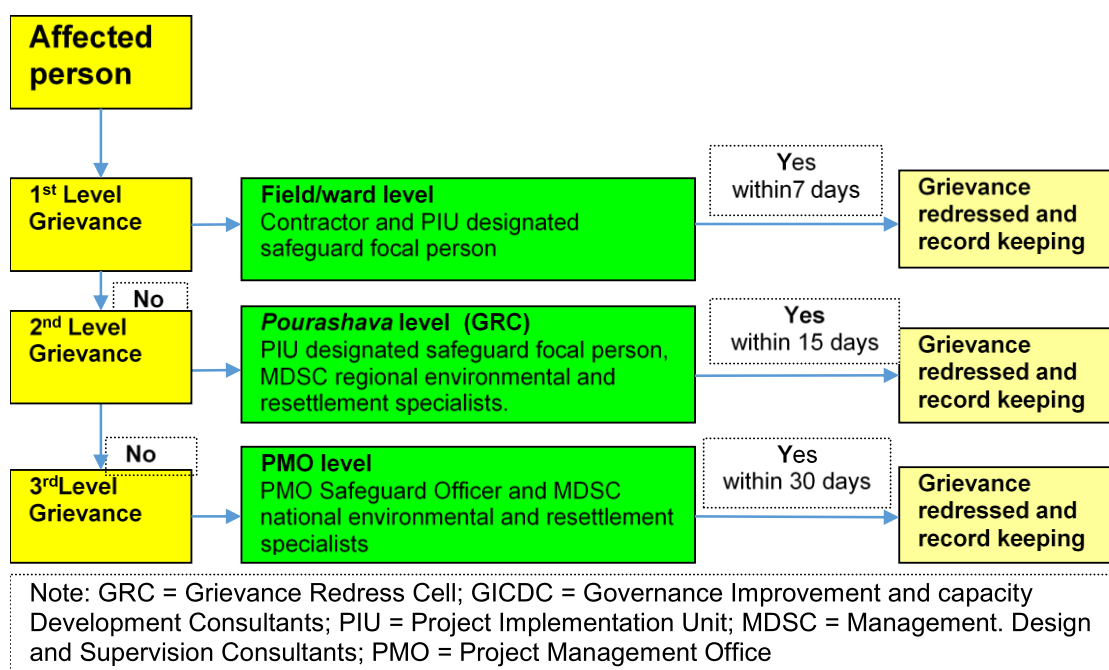 Affected
person
1st Level
Grievance
Field/ward level
Contractor and PIU designated
safeguard focal person
Yes
within7 days
Grievance
redressed and
record keeping
No
2nd Level
Grievance
Pourashava level (GRC)
PIU designated safeguard focal person,
MDSC regional environmental and
resettlement specialists.
Yes
within 15 days
Grievance
redressed and
record keeping
No
3rdLevel
Grievance
PMO level
PMO Safeguard Officer and MDSC
national environmental and resettlement
specialists
Yes
within 30 days
Grievance
redressed and
record keeping
Note: GRC = Grievance Redress Cell; GICDC = Governance Improvement and capacity
Development Consultants; PIU = Project Implementation Unit; MDSC = Management. Design
and Supervision Consultants; PMO = Project Management Office